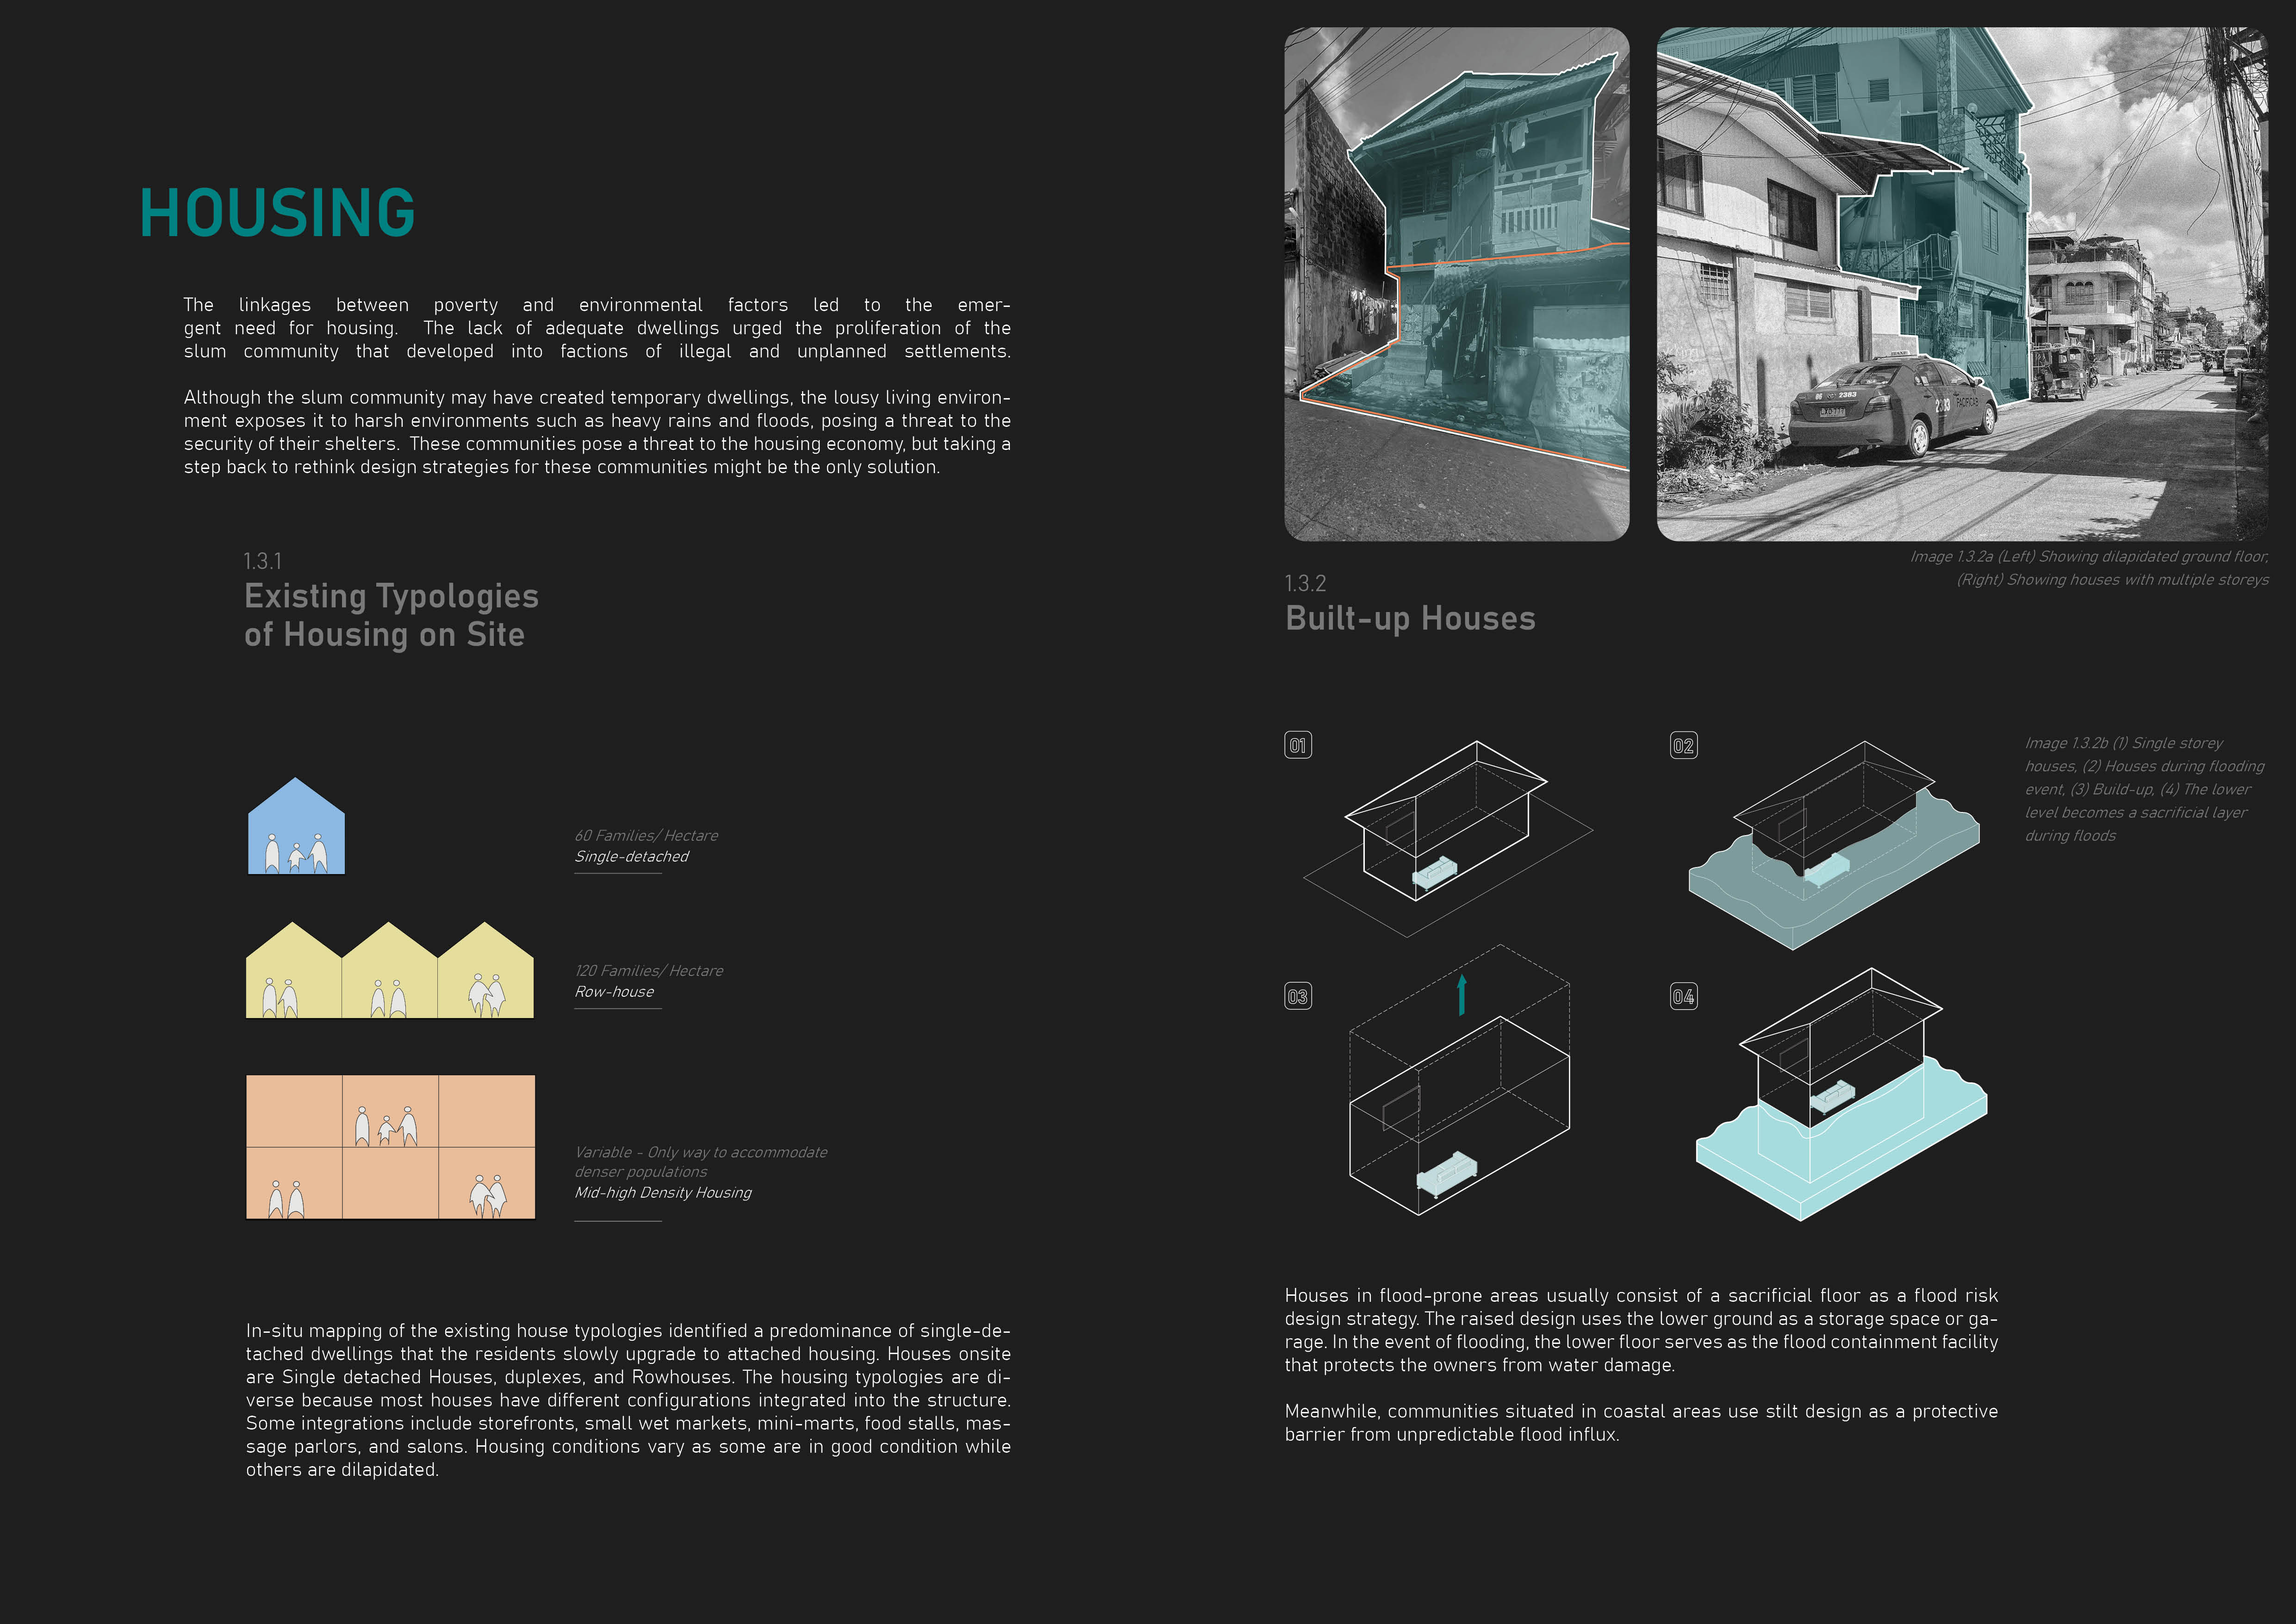 HOUSING
The linkages between poverty and environmental factors led to the emer-
gent need for housing. The lack of adequate dwellings urged the proliferation of the
slum community that developed into factions of illegal and unplanned settlements.
Although the slum community may have created temporary dwellings, the lousy living environ-
ment exposes it to harsh environments such as heavy rains and floods, posing a threat to the
security of their shelters. These communities pose a threat to the housing economy, but taking a
step back to rethink design strategies for these communities might be the only solution.
1.3.1
Existing Typologies
of Housing on Site
60 Families/ Hectare
Single-detached
120 Families/ Hectare
Row-house
Variable - Only way to accommodate
denser populations
Mid-high Density Housing
In-situ mapping of the existing house typologies identified a predominance of single-de-
tached dwellings that the residents slowly upgrade to attached housing. Houses onsite
are Single detached Houses, duplexes, and Rowhouses. The housing typologies are di-
verse because most houses have different configurations integrated into the structure.
Some integrations include storefronts, small wet markets, mini-marts, food stalls, mas-
sage parlors, and salons. Housing conditions vary as some are in good condition while
others are dilapidated.
2383
2383 PACIFICAB
Image 1.3.2a (Left) Showing dilapidated ground floor,
(Right) Showing houses with multiple storeys
1.3.2
Built-up Houses
01
02
03
04
Image 1.3.2b (1) Single storey
houses, (2) Houses during flooding
event, (3) Build-up, (4) The lower
level becomes a sacrificial layer
during floods
Houses in flood-prone areas usually consist of a sacrificial floor as a flood risk
design strategy. The raised design uses the lower ground as a storage space or ga-
rage. In the event of flooding, the lower floor serves as the flood containment facility
that protects the owners from water damage.
Meanwhile, communities situated in coastal areas use stilt design as a protective
barrier from unpredictable flood influx.